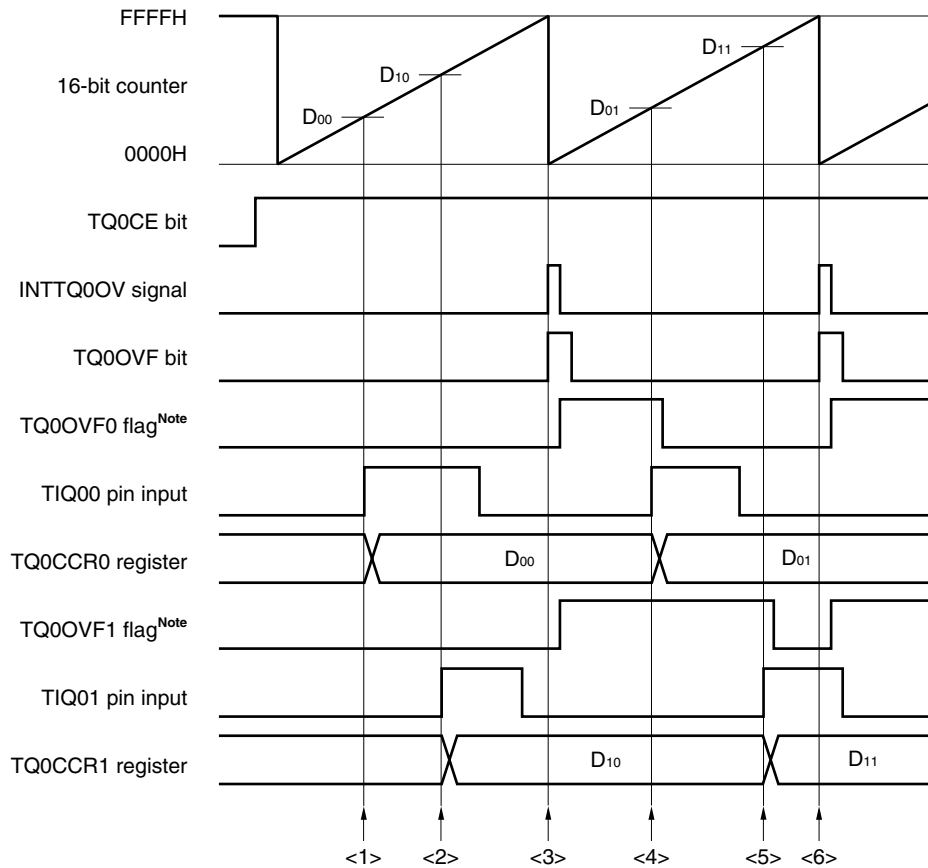 FFFFH
16-bit counter
0000H
D00
D10
D01
D11
TQ0CE bit
INTTQ0OV signal
TQ0OVF bit
TQ0OVF0 flagNote
TIQ00 pin input
TQ0CCR0 register
D00
D01
TQ0OVF1 flagNote
TIQ01 pin input
TQ0CCR1 register
D10
D11
<1> <2> <3> <4> <5> <6>